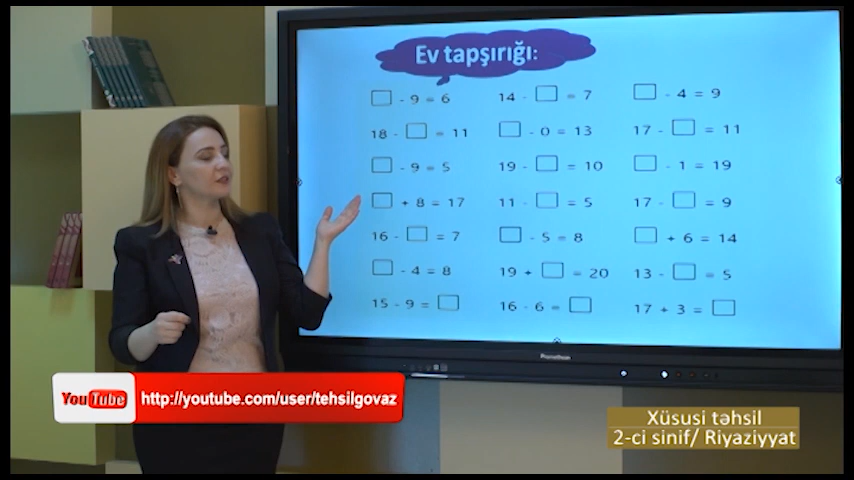 Ev tapşırığı:
□ - 9 = 6 14 - □ = 7 □ - 4 = 9
18 - □ = 11 □ - 0 = 13 17 - □ = 11
□ - 9 = 5 19 - □ = 10 □ - 1 = 19
□ + 8 = 17 11 - □ = 5 17 - □ = 9
16 - □ = 7 □ - 5 = 8 □ + 6 = 14
□ - 4 = 8 19 + □ = 20 13 - □ = 5
15 - 9 = □ 16 - 6 = □ 17 + 3 = □
Promethean
YouTube http://youtube.com/user/tehsilgovaz
Xüsusi təhsil
2-ci sinif/ Riyaziyyat